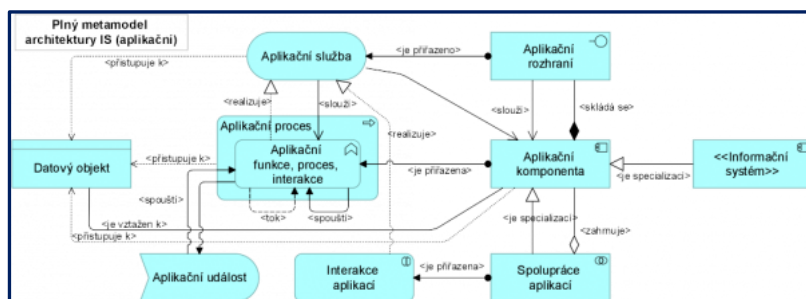 Plný metamodel
architektury IS (aplikační)
Aplikační služba
<je přiřazeno>
Aplikační
rozhraní
<přistupuje k>
<realizuje>
<slouží>
<slouží>
<skládá se>
Aplikační proces
<realizuje>
Datový objekt
<přistupuje k>
Aplikační
funkce, proces,
interakce
<je přiřazena>
Aplikační
komponenta
<<Informační
systém>>
<je specializací>
<spouští>
<tok>
<spouští>
<je vztažen k>
<přistupuje k>
<je specializací>
<zahrnuje>
Aplikační událost
Interakce
aplikací
<je přiřazena>
Spolupráce
aplikací